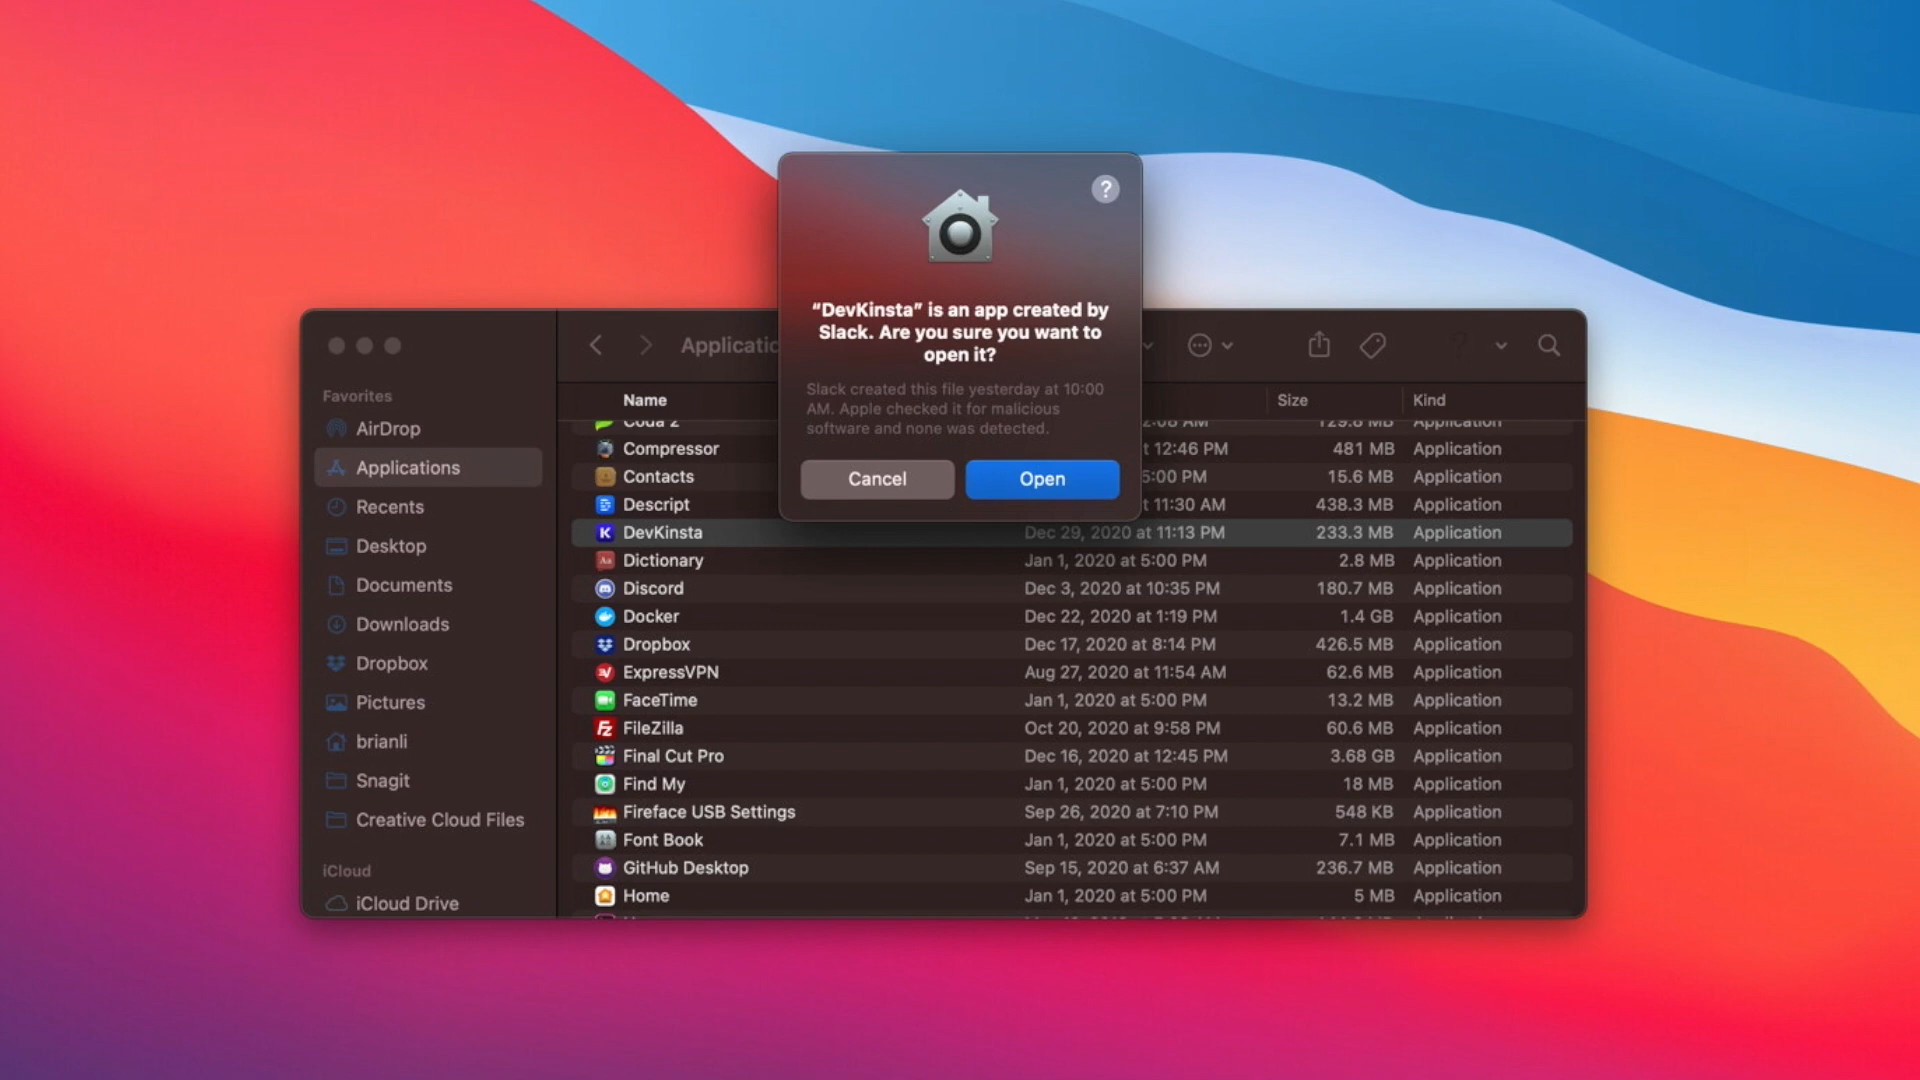 ?
“DevKinsta” is an app created by
Slack. Are you sure you want to
open it?
Slack created this file yesterday at 10:00
AM. Apple checked it for malicious
software and none was detected.
Cancel
Open
Favorites
AirDrop
Applications
Recents
Desktop
Documents
Downloads
Dropbox
Pictures
brianli
Snagit
Creative Cloud Files
iCloud
iCloud Drive
Applicatio
Name Size Kind
Coda 2 2:08 AM 129.8 MB Application
Compressor t 12:46 PM 481 MB Application
Contacts 5:00 PM 15.6 MB Application
Descript t 11:30 AM 438.3 MB Application
DevKinsta Dec 29, 2020 at 11:13 PM 233.3 MB Application
Dictionary Jan 1, 2020 at 5:00 PM 2.8 MB Application
Discord Dec 3, 2020 at 10:35 PM 180.7 MB Application
Docker Dec 22, 2020 at 1:19 PM 1.4 GB Application
Dropbox Dec 17, 2020 at 8:14 PM 426.5 MB Application
ExpressVPN Aug 27, 2020 at 11:54 AM 62.6 MB Application
FaceTime Jan 1, 2020 at 5:00 PM 13.2 MB Application
FileZilla Oct 20, 2020 at 9:58 PM 60.6 MB Application
Final Cut Pro Dec 16, 2020 at 12:45 PM 3.68 GB Application
Find My Jan 1, 2020 at 5:00 PM 18 MB Application
Fireface USB Settings Sep 26, 2020 at 7:10 PM 548 KB Application
Font Book Jan 1, 2020 at 5:00 PM 7.1 MB Application
GitHub Desktop Sep 15, 2020 at 6:37 AM 236.7 MB Application
Home Jan 1, 2020 at 5:00 PM 5 MB Application